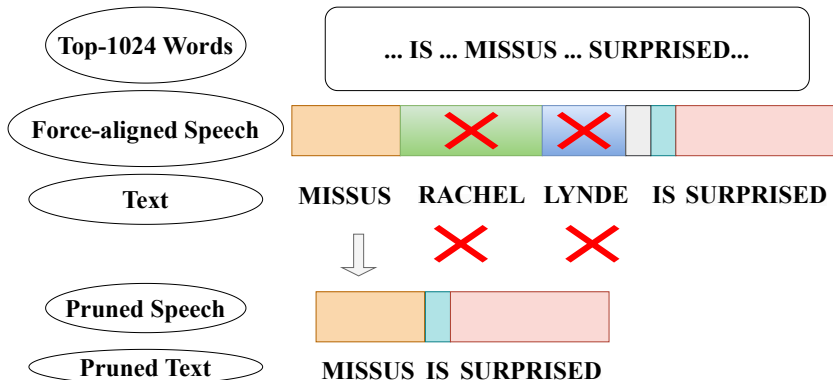 Top-1024 Words
... IS ... MISSUS ... SURPRISED...
Force-aligned Speech
Text
MISSUS RACHEL LYNDE IS SURPRISED
Pruned Speech
Pruned Text
MISSUS IS SURPRISED